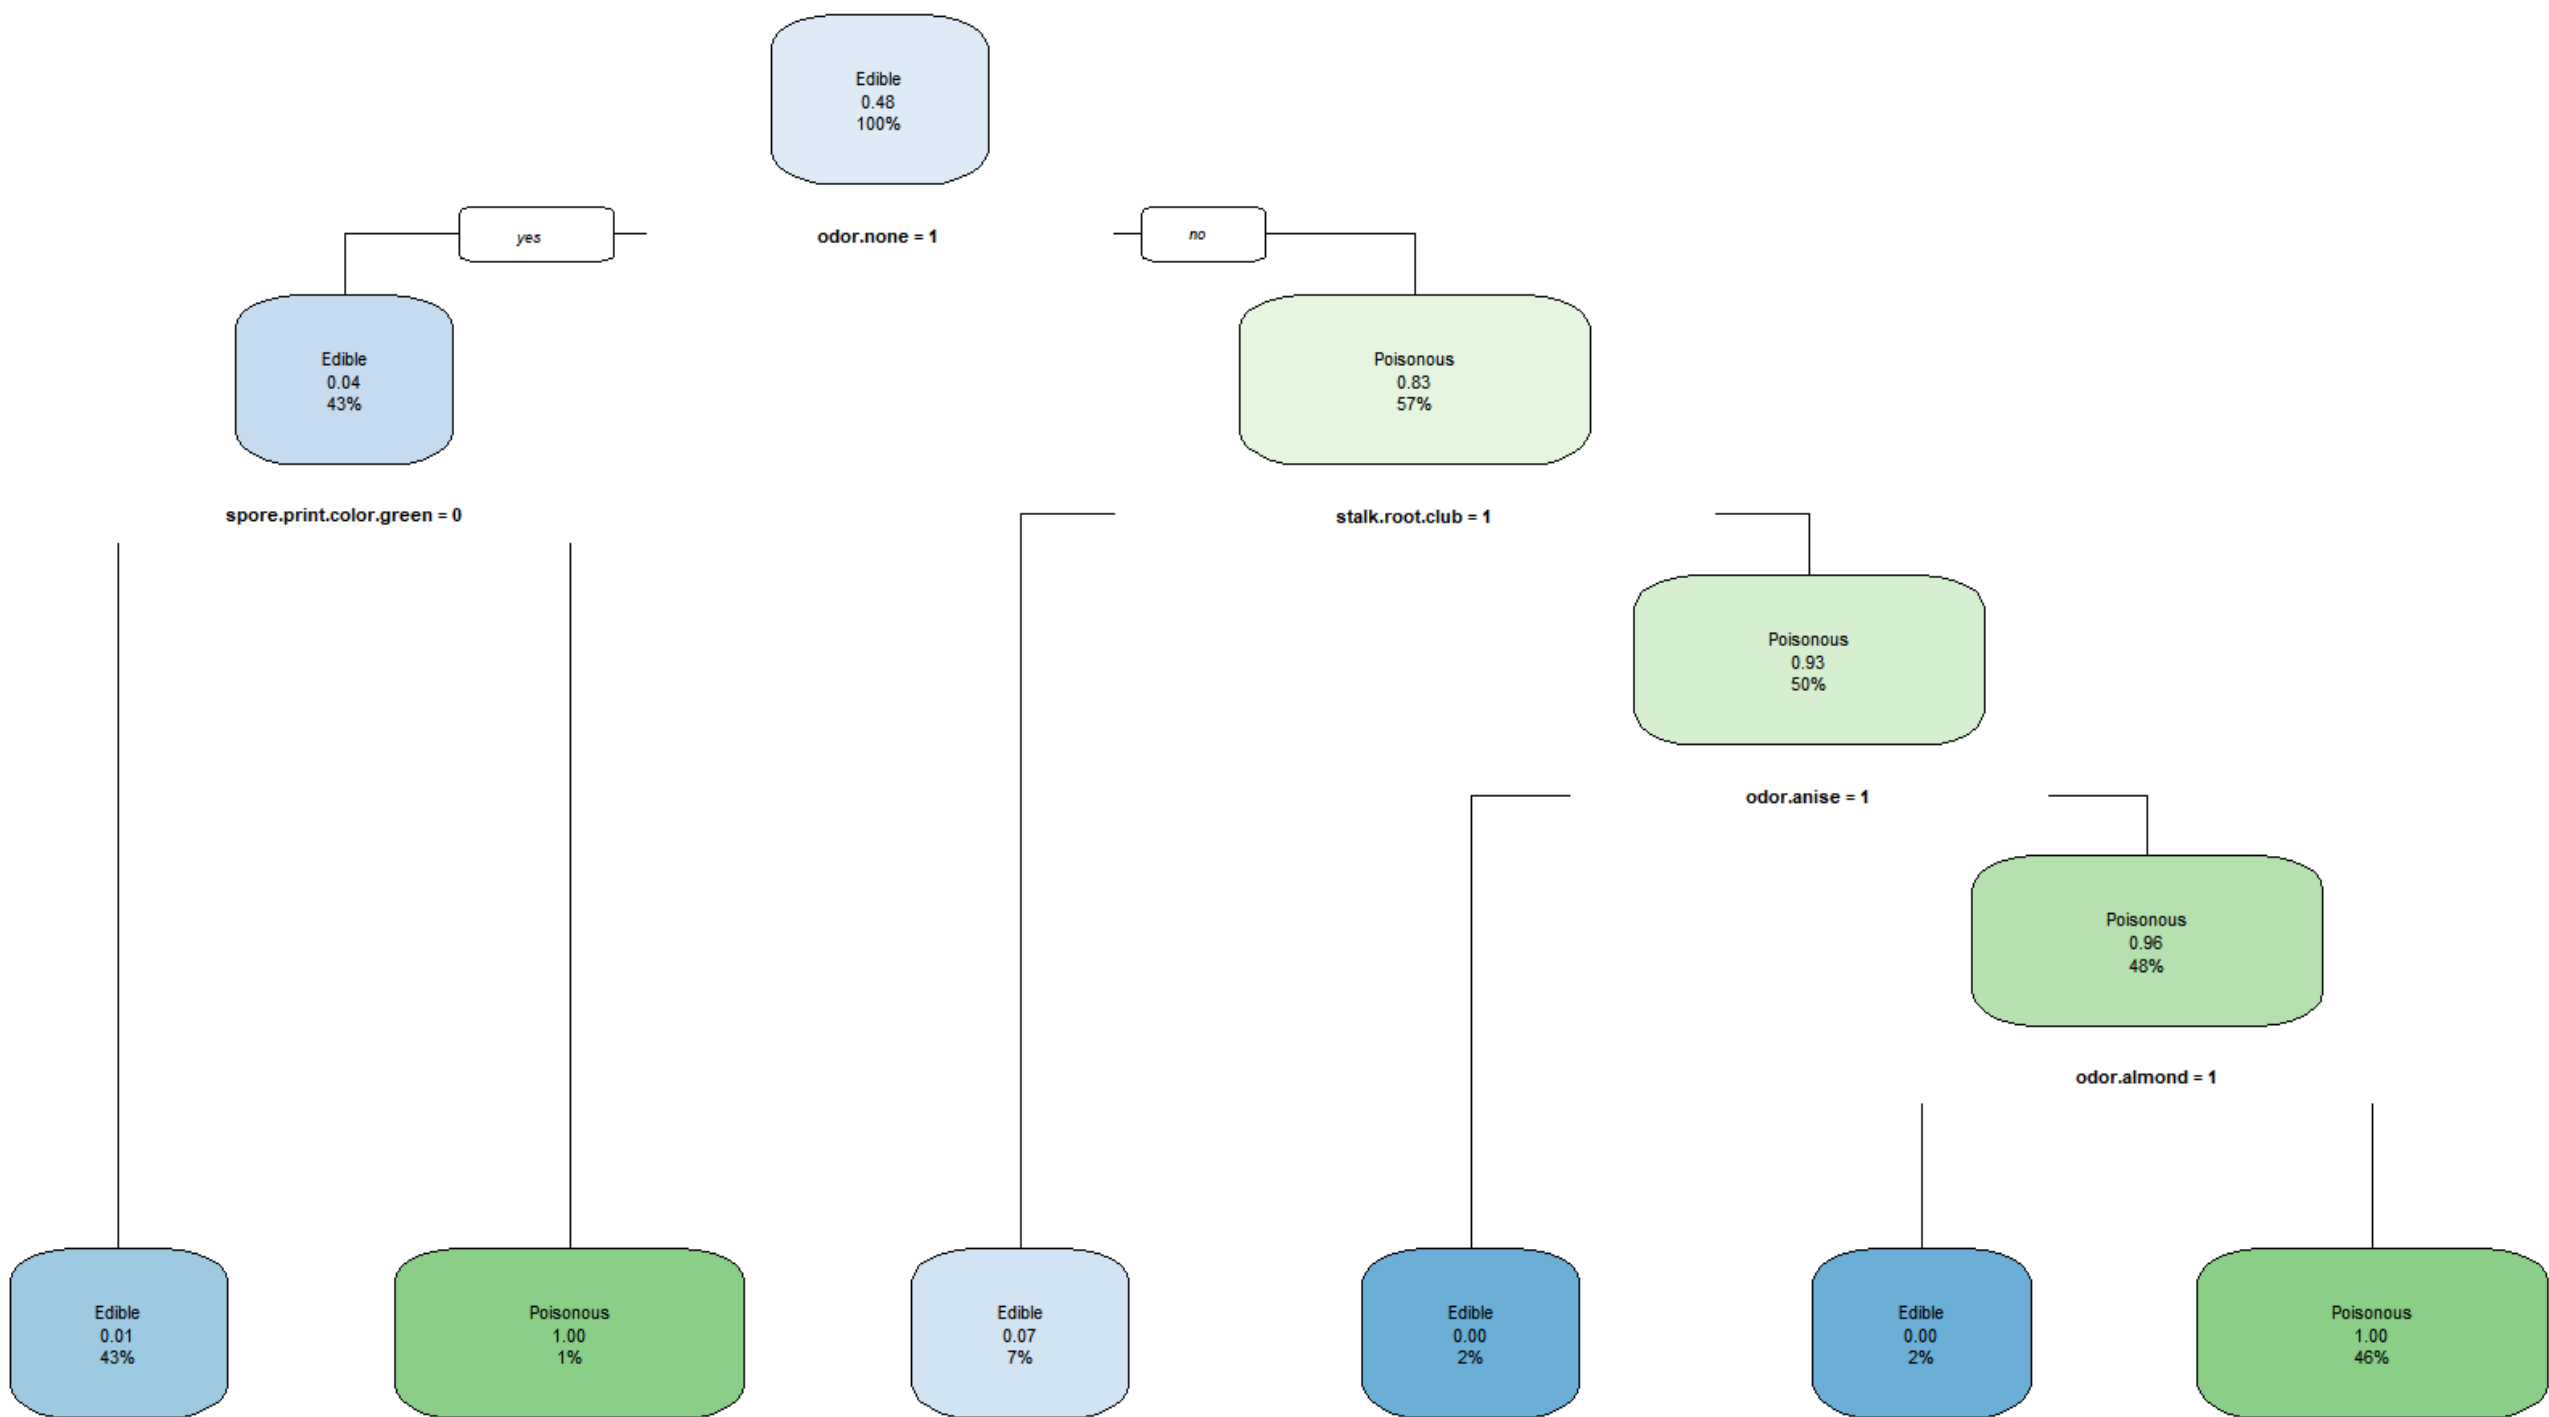 Edible
0.48
100%
yes
odor.none = 1
no
Edible
0.04
43%
Poisonous
0.83
57%
spore.print.color.green = 0
stalk.root.club = 1
Poisonous
0.93
50%
odor.anise = 1
Poisonous
0.96
48%
odor.almond = 1
Edible
0.01
43%
Poisonous
1.00
1%
Edible
0.07
7%
Edible
0.00
2%
Edible
0.00
2%
Poisonous
1.00
46%